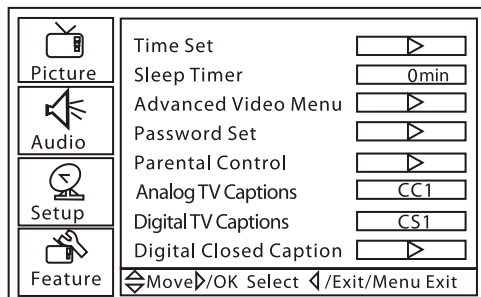 Picture
Audio
Setup
Feature
Time Set
Sleep Timer 0min
Advanced Video Menu
Password Set
Parental Control
Analog TV Captions CC1
Digital TV Captions CS1
Digital Closed Caption
Move /OK Select /Exit/Menu Exit